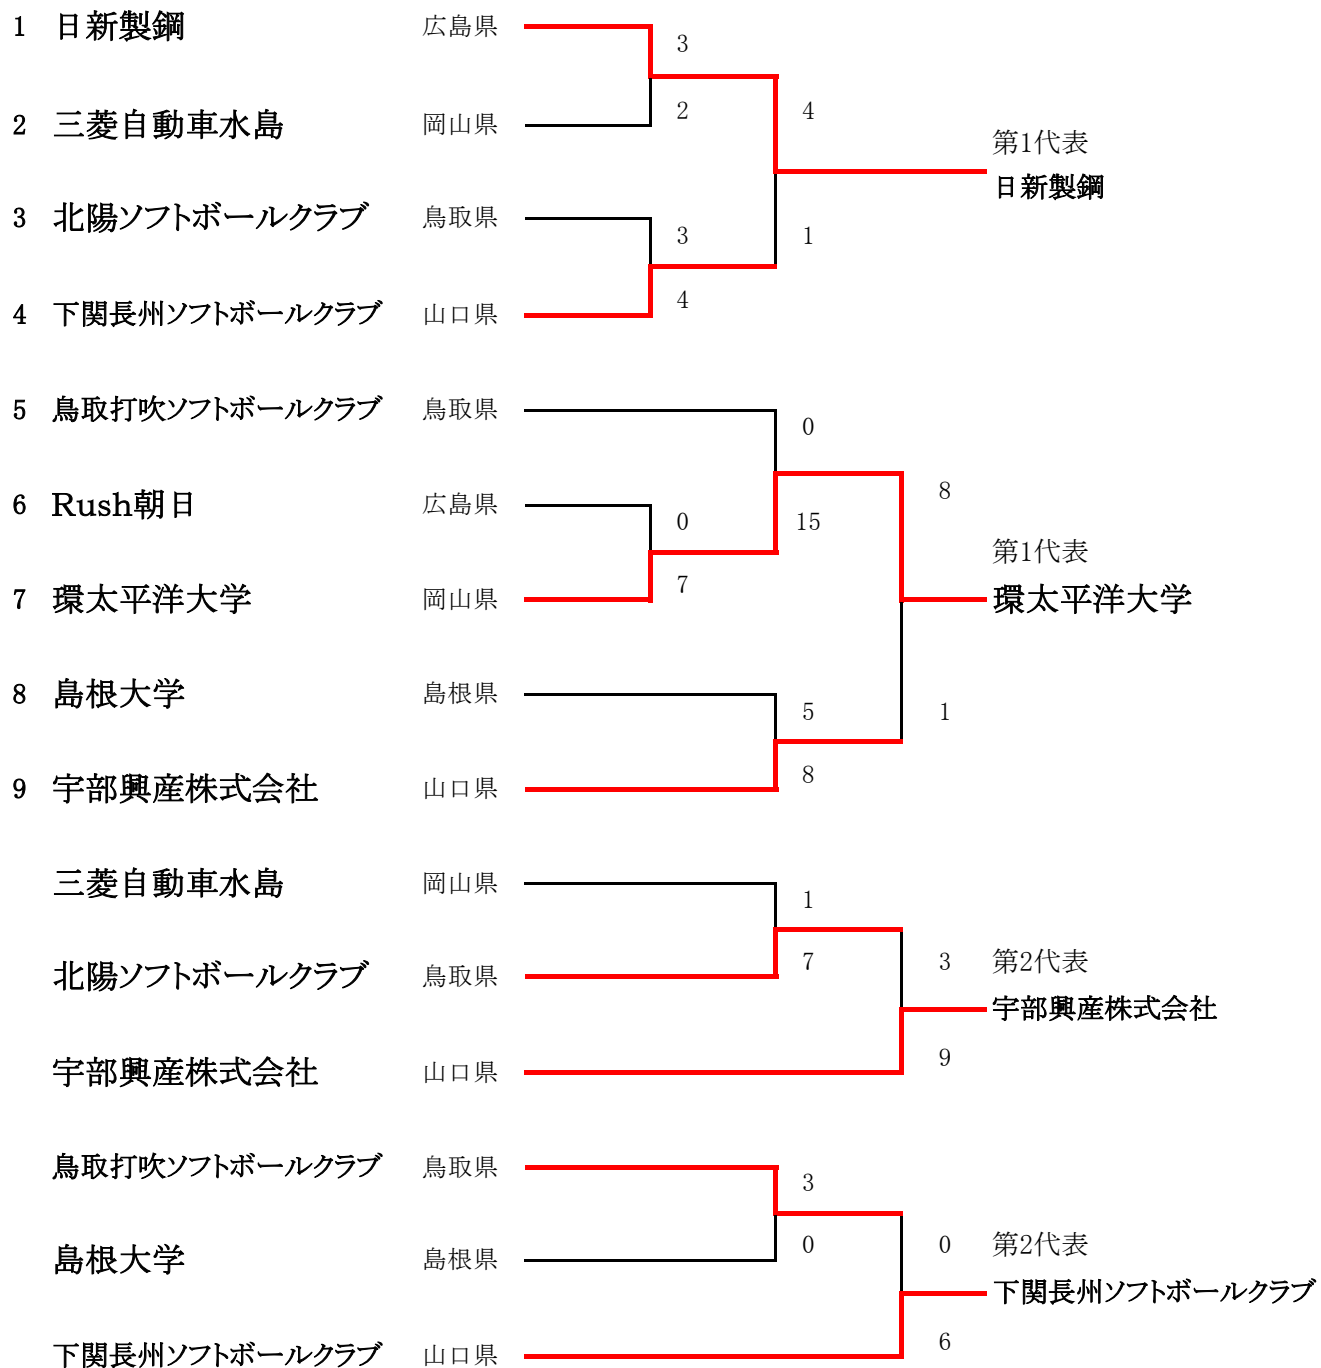 1 日新製鋼 広島県
3
2 4
2 三菱自動車水島 岡山県
第1代表
日新製鋼
3 北陽ソフトボールクラブ 鳥取県
3 1
4
4 下関長州ソフトボールクラブ 山口県
5 鳥取打吹ソフトボールクラブ 鳥取県
0
8
6 Rush朝日 広島県
0 15
第1代表
7
7 環太平洋大学 岡山県 環太平洋大学
8 島根大学 島根県
5 1
8
9 宇部興産株式会社 山口県
三菱自動車水島 岡山県
1
7 3 第2代表
北陽ソフトボールクラブ 鳥取県
宇部興産株式会社
9
宇部興産株式会社 山口県
鳥取打吹ソフトボールクラブ 鳥取県
3
0 0 第2代表
島根大学 島根県
下関長州ソフトボールクラブ
6
下関長州ソフトボールクラブ 山口県